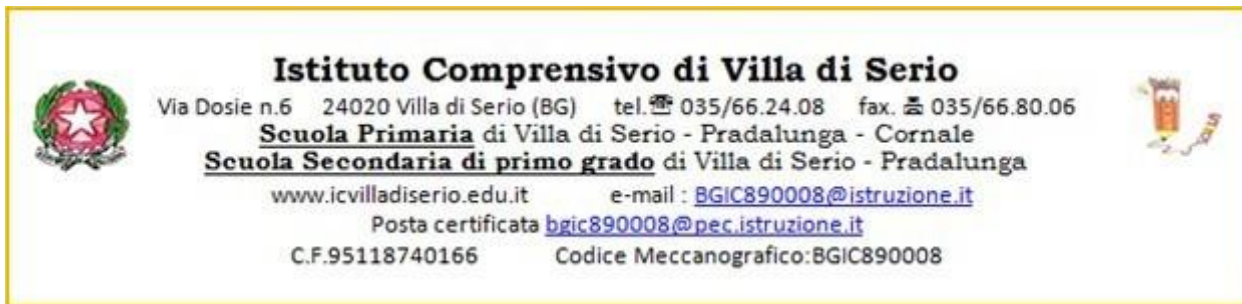 Istituto Comprensivo di Villa di Serio
Via Dosie n.6 24020 Villa di Serio (BG) tel.☎ 035/66.24.08 fax. 035/66.80.06
Scuola Primaria di Villa di Serio - Pradalunga - Cornale
Scuola Secondaria di primo grado di Villa di Serio - Pradalunga
www.icvilladiserio.edu.it e-mail : BGIC890008@istruzione.it
Posta certificata bgic890008@pec.istruzione.it
C.F.95118740166 Codice Meccanografico:BGIC890008